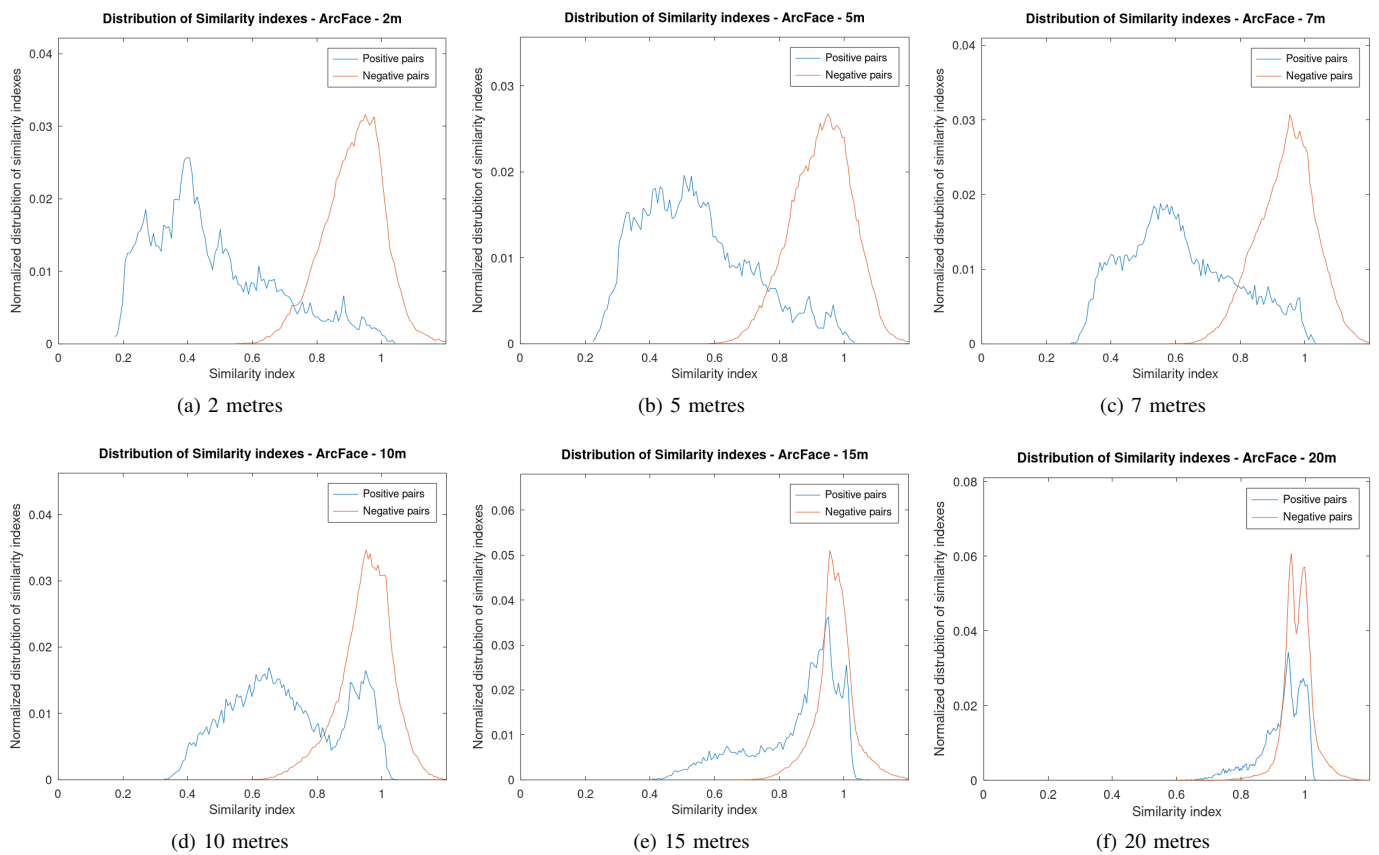 Distribution of Similarity indexes - ArcFace - 2m
Normalized distrubition of similarity indexes
0.04
0.03
0.02
0.01
0
Positive pairs
Negative pairs
0 0.2 0.4 0.6 0.8 1
Similarity index
(a) 2 metres
Distribution of Similarity indexes - ArcFace - 5m
Normalized distrubition of similarity indexes
0.03
0.02
0.01
0
Positive pairs
Negative pairs
0 0.2 0.4 0.6 0.8 1
Similarity index
(b) 5 metres
Distribution of Similarity indexes - ArcFace - 7m
Normalized distrubition of similarity indexes
0.04
0.03
0.02
0.01
0
Positive pairs
Negative pairs
0 0.2 0.4 0.6 0.8 1
Similarity index
(c) 7 metres
Distribution of Similarity indexes - ArcFace - 10m
Normalized distrubition of similarity indexes
0.04
0.03
0.02
0.01
0
Positive pairs
Negative pairs
0 0.2 0.4 0.6 0.8 1
Similarity index
(d) 10 metres
Distribution of Similarity indexes - ArcFace - 15m
Normalized distrubition of similarity indexes
0.06
0.05
0.04
0.03
0.02
0.01
0
Positive pairs
Negative pairs
0 0.2 0.4 0.6 0.8 1
Similarity index
(e) 15 metres
Distribution of Similarity indexes - ArcFace - 20m
Normalized distrubition of similarity indexes
0.08
0.06
0.04
0.02
0
Positive pairs
Negative pairs
0 0.2 0.4 0.6 0.8 1
Similarity index
(f) 20 metres